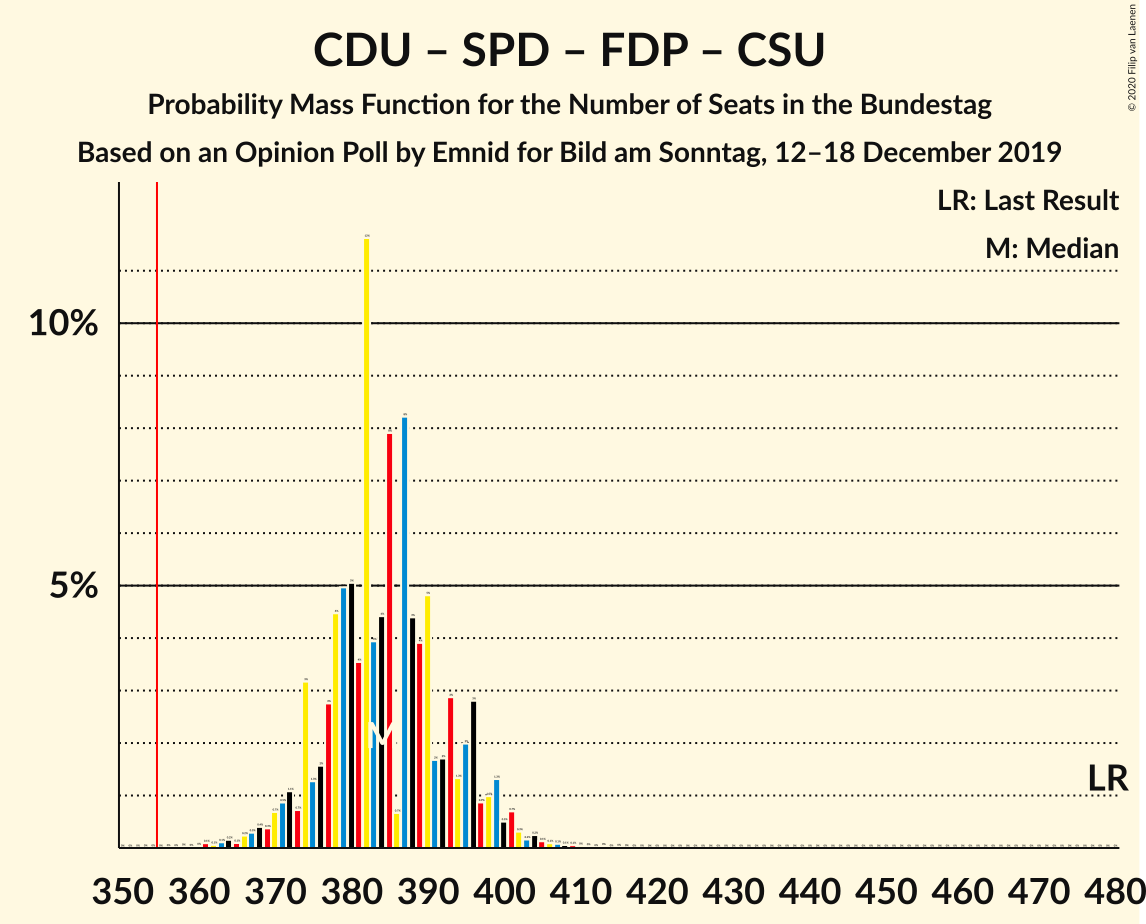 CDU – SPD – FDP – CSU
Probability Mass Function for the Number of Seats in the Bundestag
Based on an Opinion Poll by Emnid for Bild am Sonntag, 12–18 December 2019
© 2020 Filip van Laenen
LR: Last Result
M: Median
10%
5%
M
LR
350 360 370 380 390 400 410 420 430 440 450 460 470 480